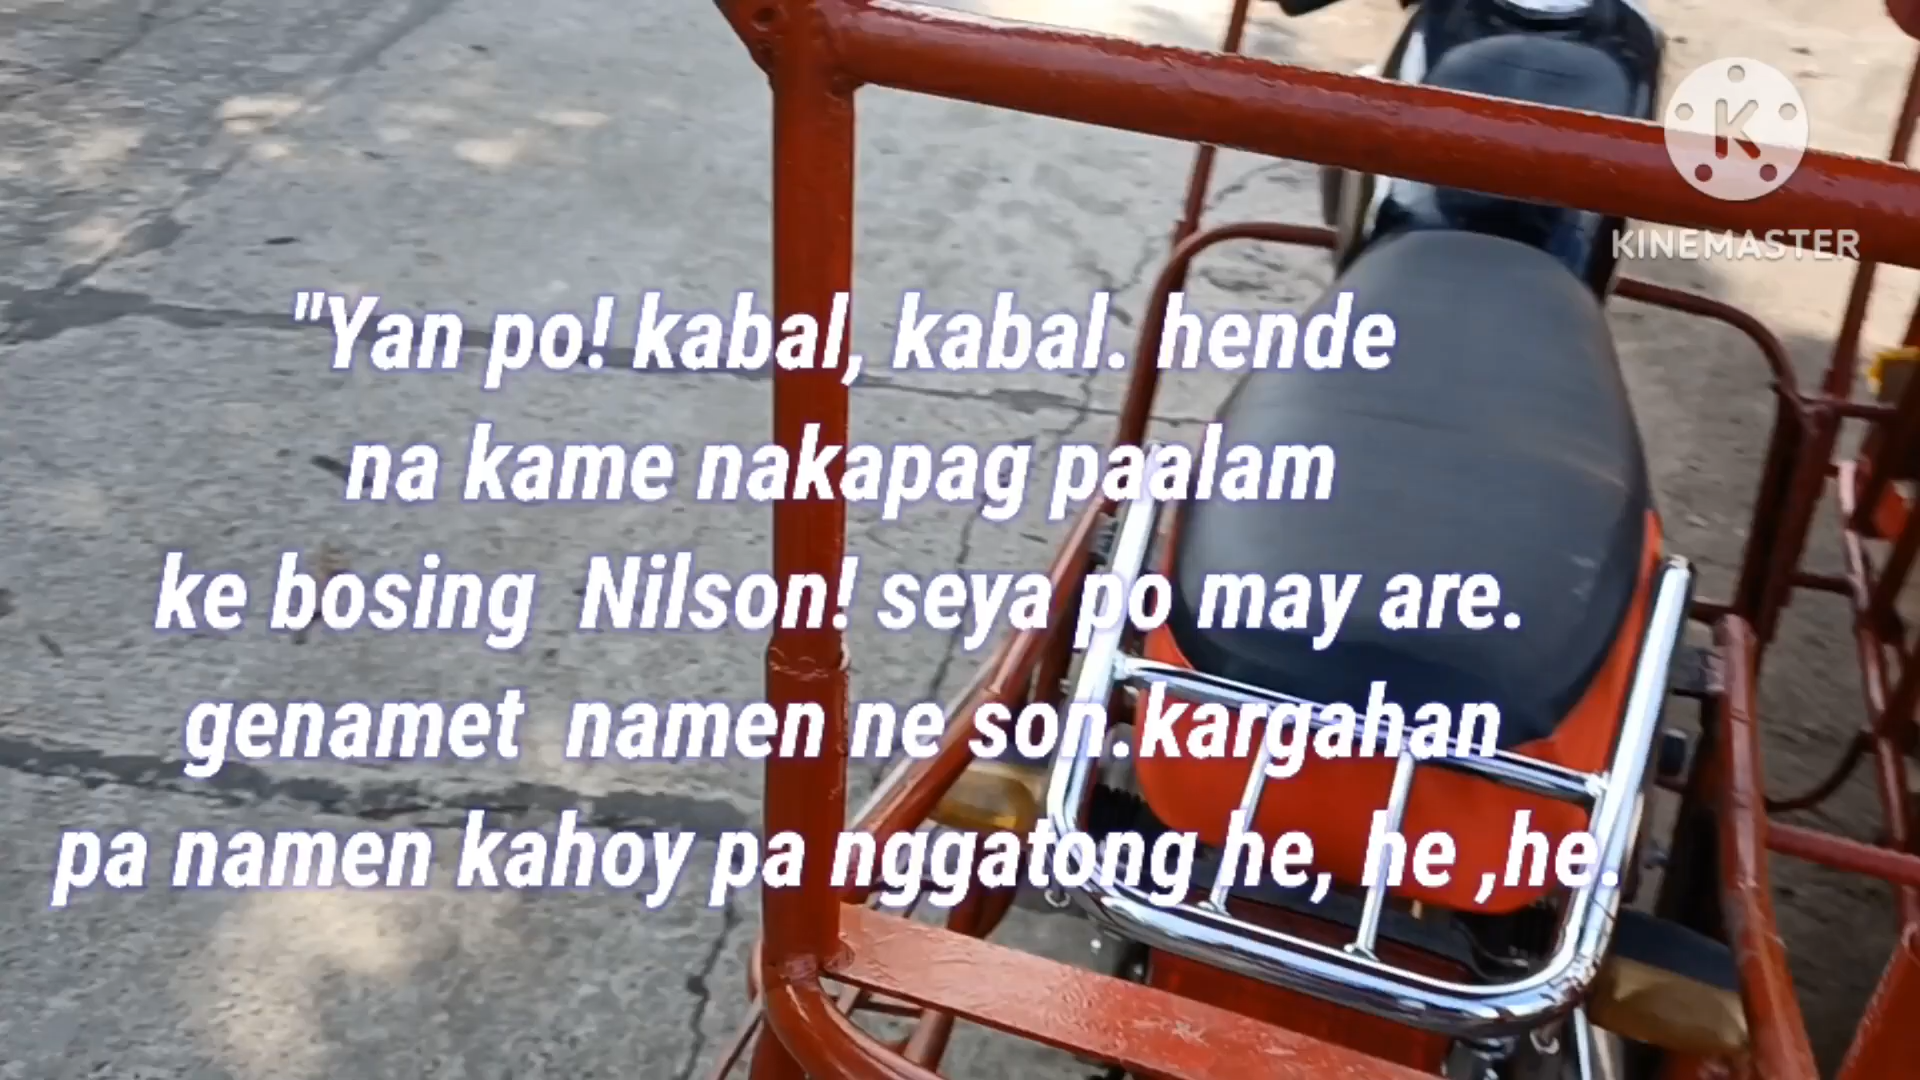 KINEMASTER
"Yan po! kabal, kabal. hende
na kame nakapag paalam
ke bosing Nilson! seya po may are.
genamet namen ne son.kargahan
pa namen kahoy pa nggatong he, he ,he.